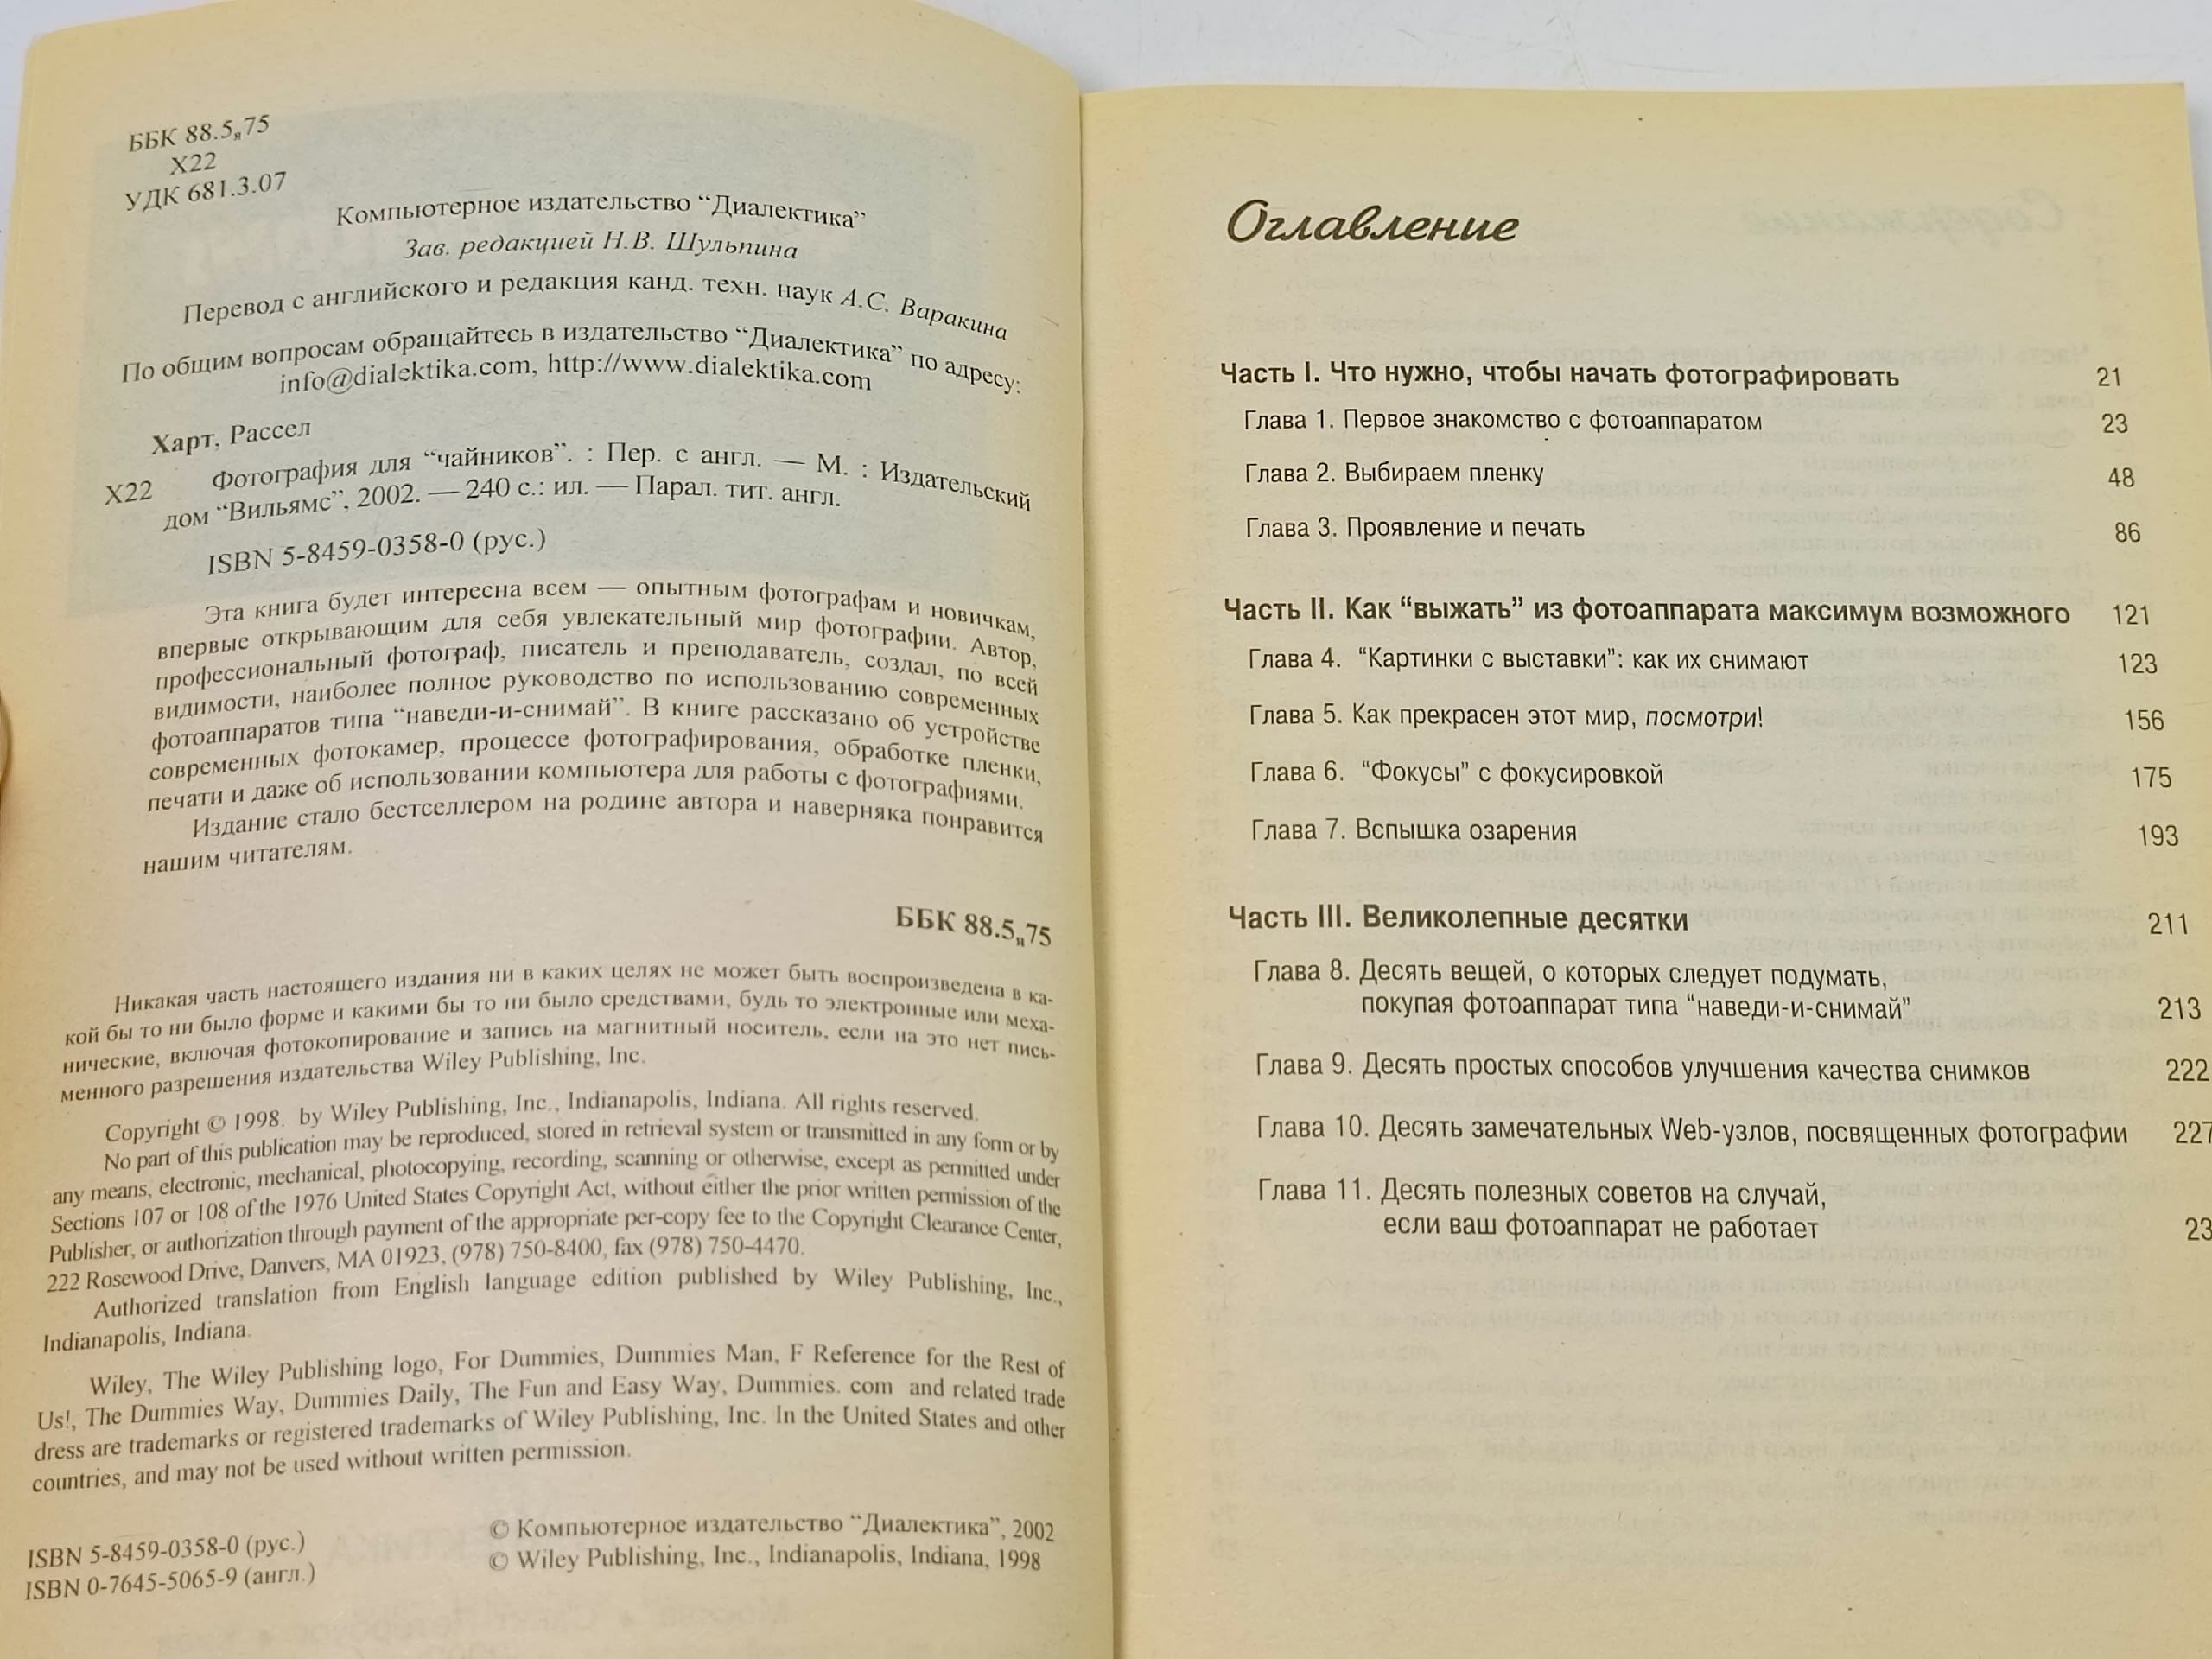 ББК 88.5я75
Х22
УДК 681.3.07
Компьютерное издательство “Диалектика”
Зав. редакцией Н.В. Шульпина
Перевод с английского и редакция канд. техн. наук А.С. Варакина
По общим вопросам обращайтесь в издательство “Диалектика” по адресу:
info@dialektika.com, http://www.dialektika.com
Харт, Рассел
Х22 Фотография для “чайников”. : Пер. с англ. — М. : Издательский
дом “Вильямс”, 2002. — 240 с.: ил. — Парал. тит. англ.
ISBN 5-8459-0358-0 (рус.)
Эта книга будет интересна всем — опытным фотографам и новичкам,
впервые открывающим для себя увлекательный мир фотографии. Автор,
профессиональный фотограф, писатель и преподаватель, создал, по всей
видимости, наиболее полное руководство по использованию современных
фотоаппаратов типа “наведи-и-снимай”. В книге рассказано об устройстве
современных фотокамер, процессе фотографирования, обработке пленки,
печати и даже об использовании компьютера для работы с фотографиями.
Издание стало бестселлером на родине автора и наверняка понравится
нашим читателям.
ББК 88.5я75
Никакая часть настоящего издания ни в каких целях не может быть воспроизведена в ка-
кой бы то ни было форме и какими бы то ни было средствами, будь то электронные или меха-
нические, включая фотокопирование и запись на магнитный носитель, если на это нет пись-
менного разрешения издательства Wiley Publishing, Inc.
Copyright © 1998. by Wiley Publishing, Inc., Indianapolis, Indiana. All rights reserved.
No part of this publication may be reproduced, stored in retrieval system or transmitted in any form or by
any means, electronic, mechanical, photocopying, recording, scanning or otherwise, except as permitted under
Sections 107 or 108 of the 1976 United States Copyright Act, without either the prior written permission of the
Publisher, or authorization through payment of the appropriate per-copy fee to the Copyright Clearance Center,
222 Rosewood Drive, Danvers, MA 01923, (978) 750-8400, fax (978) 750-4470.
Authorized translation from English language edition published by Wiley Publishing, Inc.,
Indianapolis, Indiana.
Wiley, The Wiley Publishing logo, For Dummies, Dummies Man, F Reference for the Rest of
Us!, The Dummies Way, Dummies Daily, The Fun and Easy Way, Dummies. com and related trade
dress are trademarks or registered trademarks of Wiley Publishing, Inc. In the United States and other
countries, and may not be used without written permission.
ISBN 5-8459-0358-0 (рус.)
ISBN 0-7645-5065-9 (англ.)
© Компьютерное издательство “Диалектика”, 2002
© Wiley Publishing, Inc., Indianapolis, Indiana, 1998
Оглавление
Часть I. Что нужно, чтобы начать фотографировать 21
Глава 1. Первое знакомство с фотоаппаратом 23
Глава 2. Выбираем пленку 48
Глава 3. Проявление и печать 86
Часть II. Как “выжать” из фотоаппарата максимум возможного 121
Глава 4. “Картинки с выставки”: как их снимают 123
Глава 5. Как прекрасен этот мир, посмотри! 156
Глава 6. “Фокусы” с фокусировкой 175
Глава 7. Вспышка озарения 193
Часть III. Великолепные десятки 211
Глава 8. Десять вещей, о которых следует подумать,
покупая фотоаппарат типа “наведи-и-снимай” 213
Глава 9. Десять простых способов улучшения качества снимков 222
Глава 10. Десять замечательных Web-узлов, посвященных фотографии 227
Глава 11. Десять полезных советов на случай,
если ваш фотоаппарат не работает 23